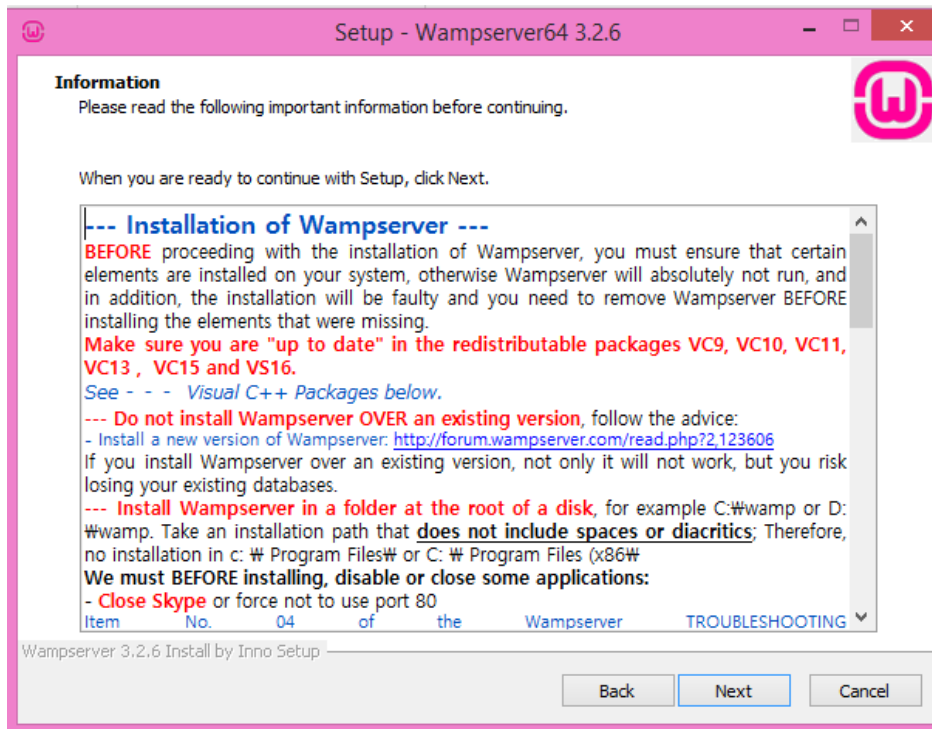 Setup - Wampserver64 3.2.6
Information
Please read the following important information before continuing.
When you are ready to continue with Setup, click Next.
--- Installation of Wampserver ---
BEFORE proceeding with the installation of Wampserver, you must ensure that certain
elements are installed on your system, otherwise Wampserver will absolutely not run, and
in addition, the installation will be faulty and you need to remove Wampserver BEFORE
installing the elements that were missing.
Make sure you are "up to date" in the redistributable packages VC9, VC10, VC11,
VC13 , VC15 and VS16.
See - - - Visual C++ Packages below.
--- Do not install Wampserver OVER an existing version, follow the advice:
- Install a new version of Wampserver: http://forum.wampserver.com/read.php?2,123606
If you install Wampserver over an existing version, not only it will not work, but you risk
losing your existing databases.
--- Install Wampserver in a folder at the root of a disk, for example C:₩wamp or D:
₩wamp. Take an installation path that does not include spaces or diacritics; Therefore,
no installation in c: ₩ Program Files₩ or C: ₩ Program Files (x86₩
We must BEFORE installing, disable or close some applications:
- Close Skype or force not to use port 80
Item No. 04 of the Wampserver TROUBLESHOOTING
Wampserver 3.2.6 Install by Inno Setup
Back Next Cancel